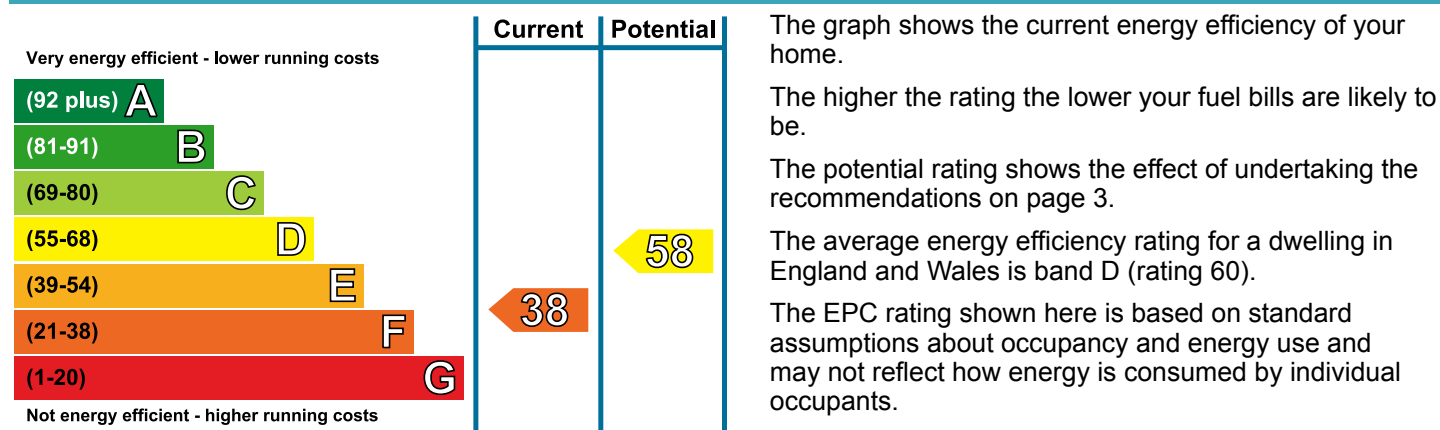 Current Potential
Very energy efficient - lower running costs
(92 plus) A
(81-91) B
(69-80) C
(55-68) D
(39-54) E
(21-38) F
(1-20) G
Not energy efficient - higher running costs
58
38
The graph shows the current energy efficiency of your
home.
The higher the rating the lower your fuel bills are likely to
be.
The potential rating shows the effect of undertaking the
recommendations on page 3.
The average energy efficiency rating for a dwelling in
England and Wales is band D (rating 60).
The EPC rating shown here is based on standard
assumptions about occupancy and energy use and
may not reflect how energy is consumed by individual
occupants.